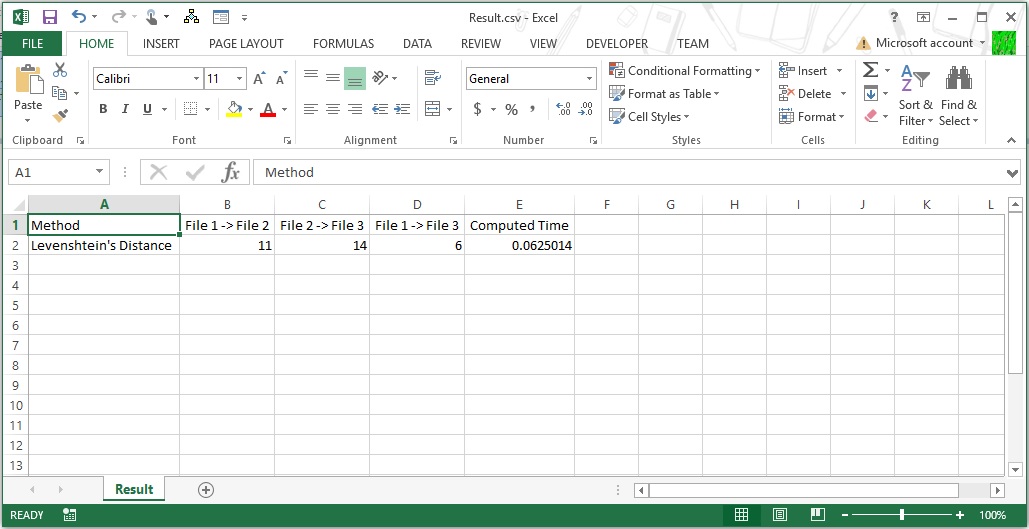 Result.csv - Excel
?
FILE HOME INSERT PAGE LAYOUT FORMULAS DATA REVIEW VIEW DEVELOPER TEAM Microsoft account
Calibri 11 General Conditional Formatting Insert Σ
Paste B I U A $ % , .00 Format as Table Delete Sort & Find &
Cell Styles Format Filter Select
Clipboard Font Alignment Number Styles Cells Editing
A1 fx Method
A B C D E F G H I J K L
1 Method File 1 -> File 2 File 2 -> File 3 File 1 -> File 3 Computed Time
2 Levenshtein's Distance 11 14 6 0.0625014
3
4
5
6
7
8
9
10
11
12
13
Result
READY 100%